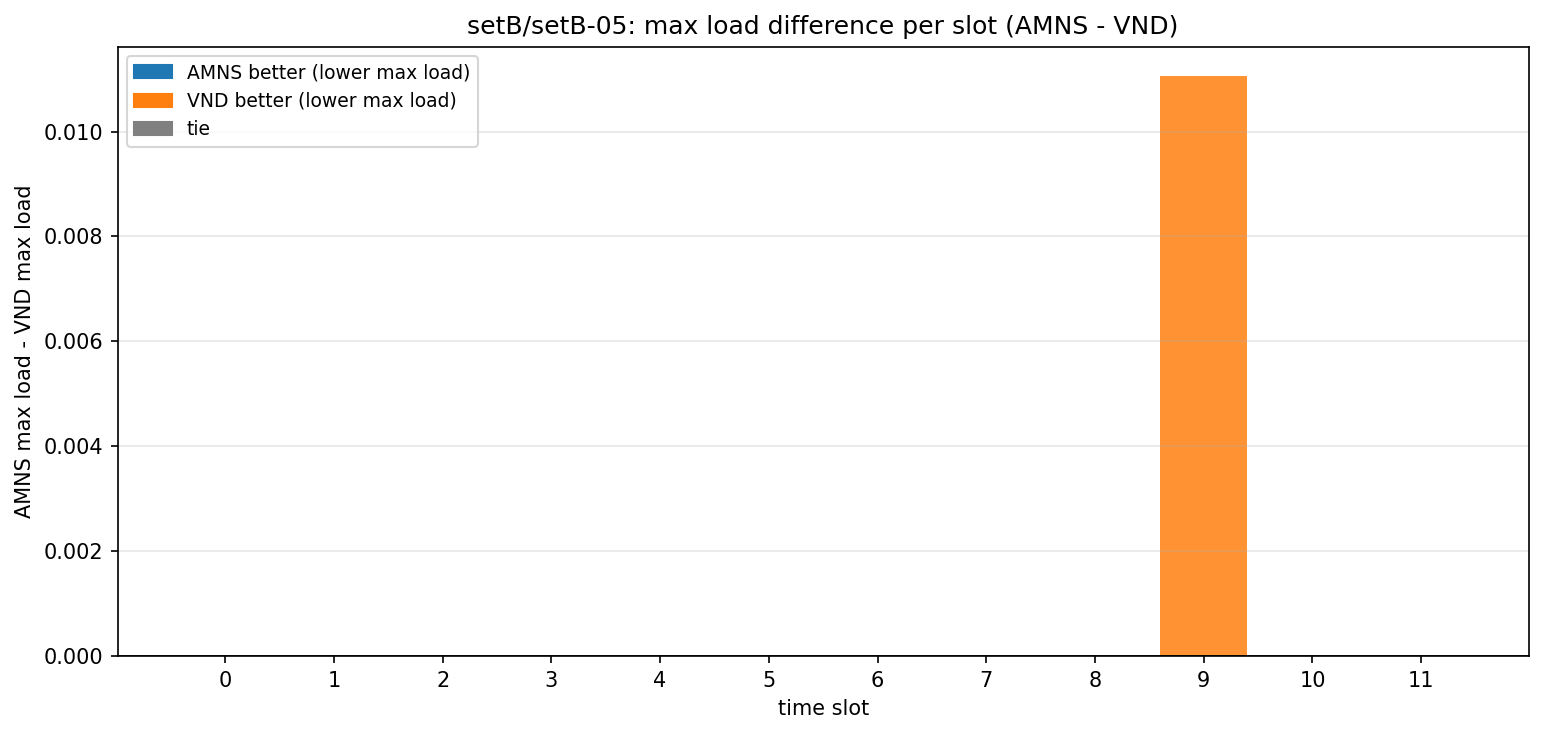 setB/setB-05: max load difference per slot (AMNS - VND)
AMNS better (lower max load)
VND better (lower max load)
tie
AMNS max load - VND max load
0.010
0.008
0.006
0.004
0.002
0.000
0 1 2 3 4 5 6 7 8 9 10 11
time slot